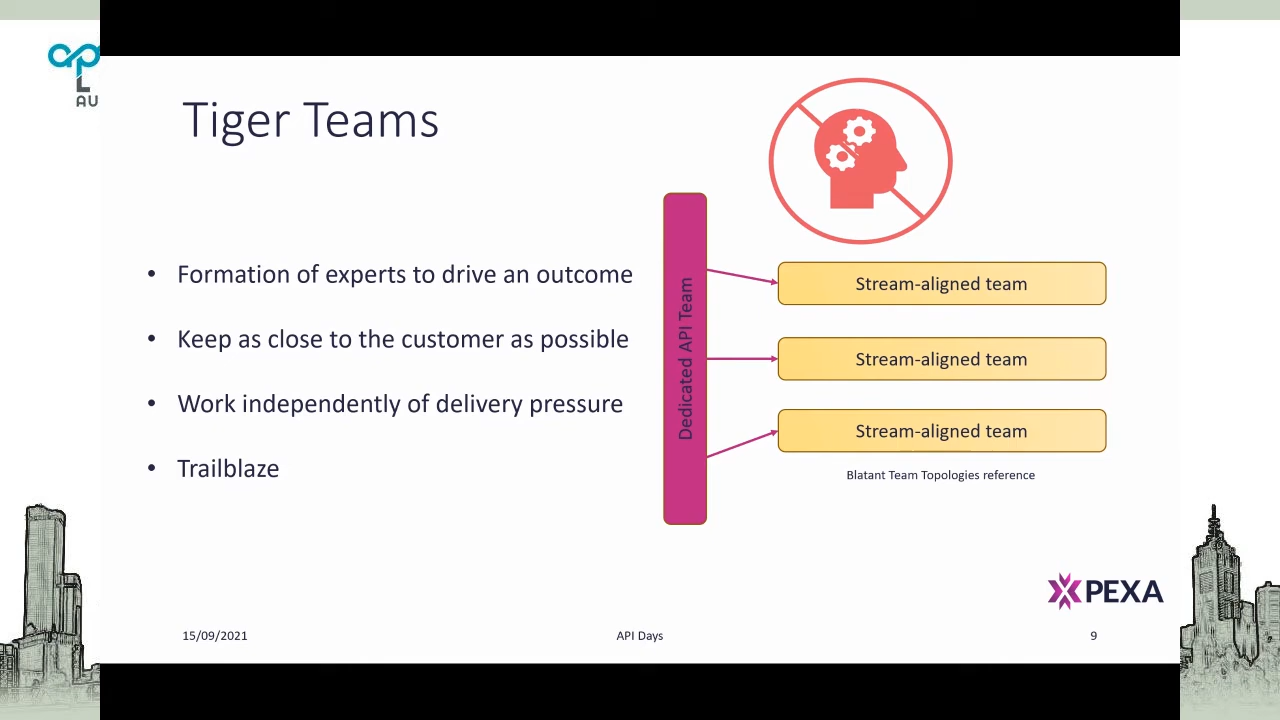 ap
L
AU
Tiger Teams
• Formation of experts to drive an outcome
• Keep as close to the customer as possible
• Work independently of delivery pressure
• Trailblaze
Dedicated API Team
Stream-aligned team
Stream-aligned team
Stream-aligned team
Blatant Team Topologies reference
PEXA
15/09/2021
API Days
9